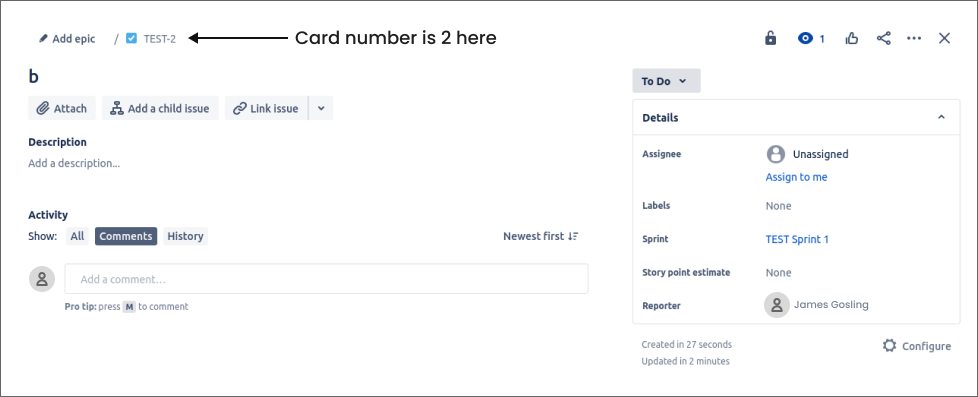 Add epic / TEST-2 Card number is 2 here 1
b
To Do
Attach Add a child issue Link issue
Details
Description
Add a description...
Assignee Unassigned
Assign to me
Labels None
Activity
Show: All Comments History Newest first
Sprint TEST Sprint 1
Add a comment...
Story point estimate None
Pro tip: press M to comment
Reporter James Gosling
Created in 27 seconds
Updated in 2 minutes
Configure